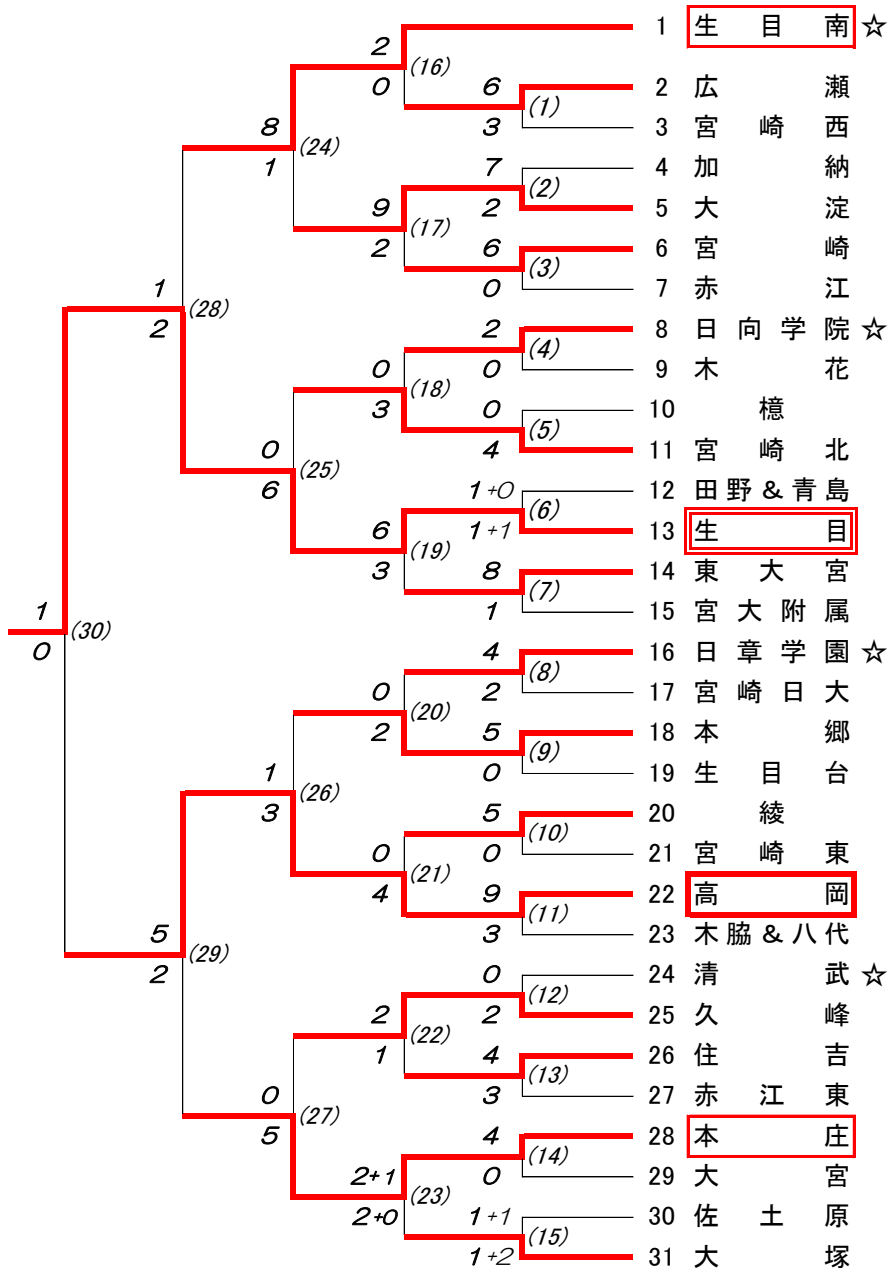 1 生目南 ☆
2
(16)
0
6
2 広瀬
(1)
3
3 宮崎西
8
(24)
1
7
4 加納
(2)
2
5 大淀
9
(17)
2
6
6 宮崎
(3)
0
7 赤江
1
(28)
2
2
8 日向学院 ☆
(4)
0
9 木花
0
(18)
3
0
10 檍
(5)
4
11 宮崎北
0
(25)
6
1+0
12 田野&青島
(6)
1+1
13 生目
6
(19)
3
8
14 東大宮
(7)
1
15 宮大附属
1
(30)
0
4
16 日章学園 ☆
(8)
2
17 宮崎日大
0
(20)
2
5
18 本郷
(9)
0
19 生目台
1
(26)
3
5
20 綾
(10)
0
21 宮崎東
0
(21)
4
9
22 高岡
(11)
3
23 木脇&八代
5
(29)
2
0
24 清武 ☆
(12)
2
25 久峰
2
(22)
1
4
26 住吉
(13)
3
27 赤江東
0
(27)
5
4
28 本庄
(14)
0
29 大宮
2+1
(23)
2+0
1+1
30 佐土原
(15)
1+2
31 大塚